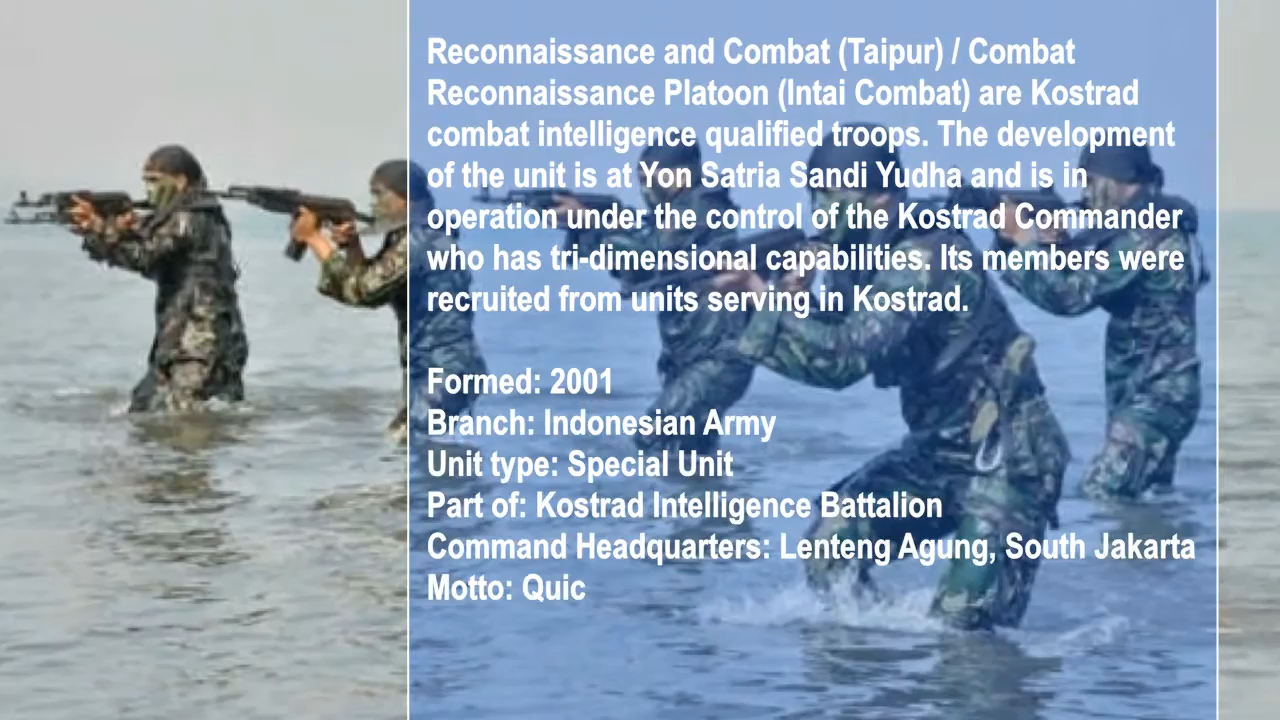 Reconnaissance and Combat (Taipur) / Combat
Reconnaissance Platoon (Intai Combat) are Kostrad
combat intelligence qualified troops. The development
of the unit is at Yon Satria Sandi Yudha and is in
operation under the control of the Kostrad Commander
who has tri-dimensional capabilities. Its members were
recruited from units serving in Kostrad.
Formed: 2001
Branch: Indonesian Army
Unit type: Special Unit
Part of: Kostrad Intelligence Battalion
Command Headquarters: Lenteng Agung, South Jakarta
Motto: Quic